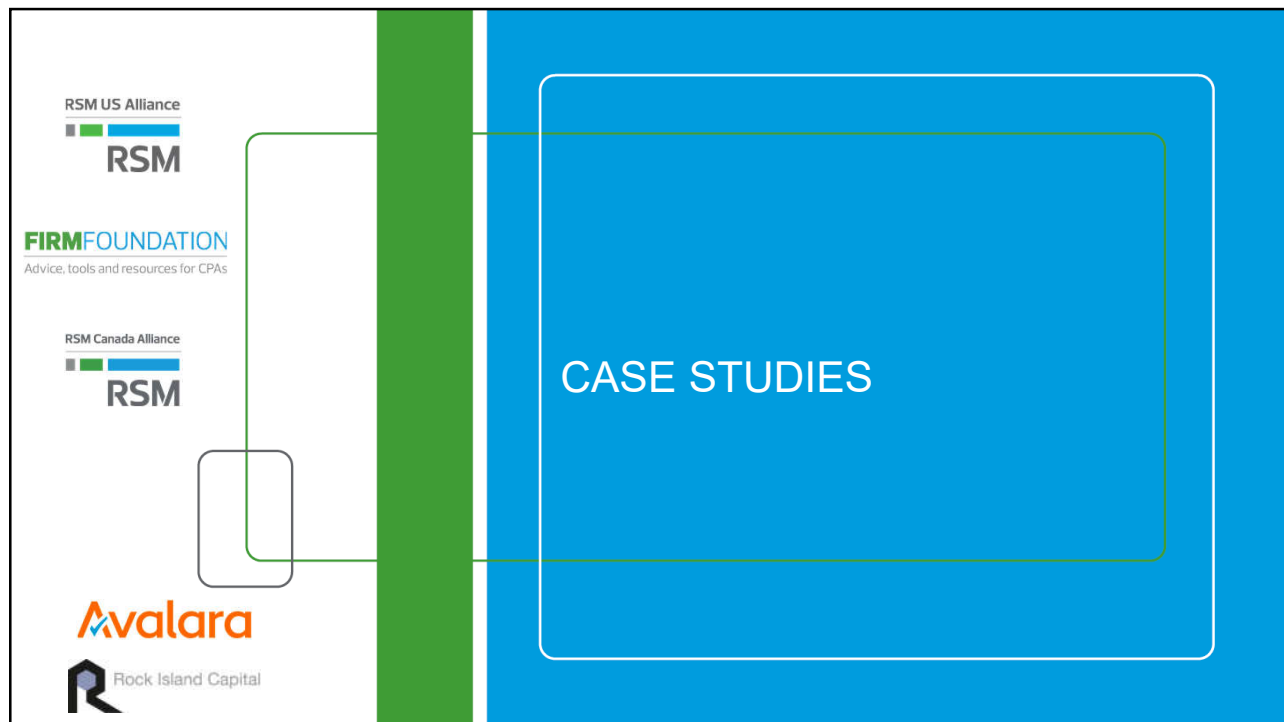 RSM US Alliance
RSM
FIRMFOUNDATION
Advice, tools and resources for CPAs
RSM Canada Alliance
RSM
CASE STUDIES
Avalara
Rock Island Capital